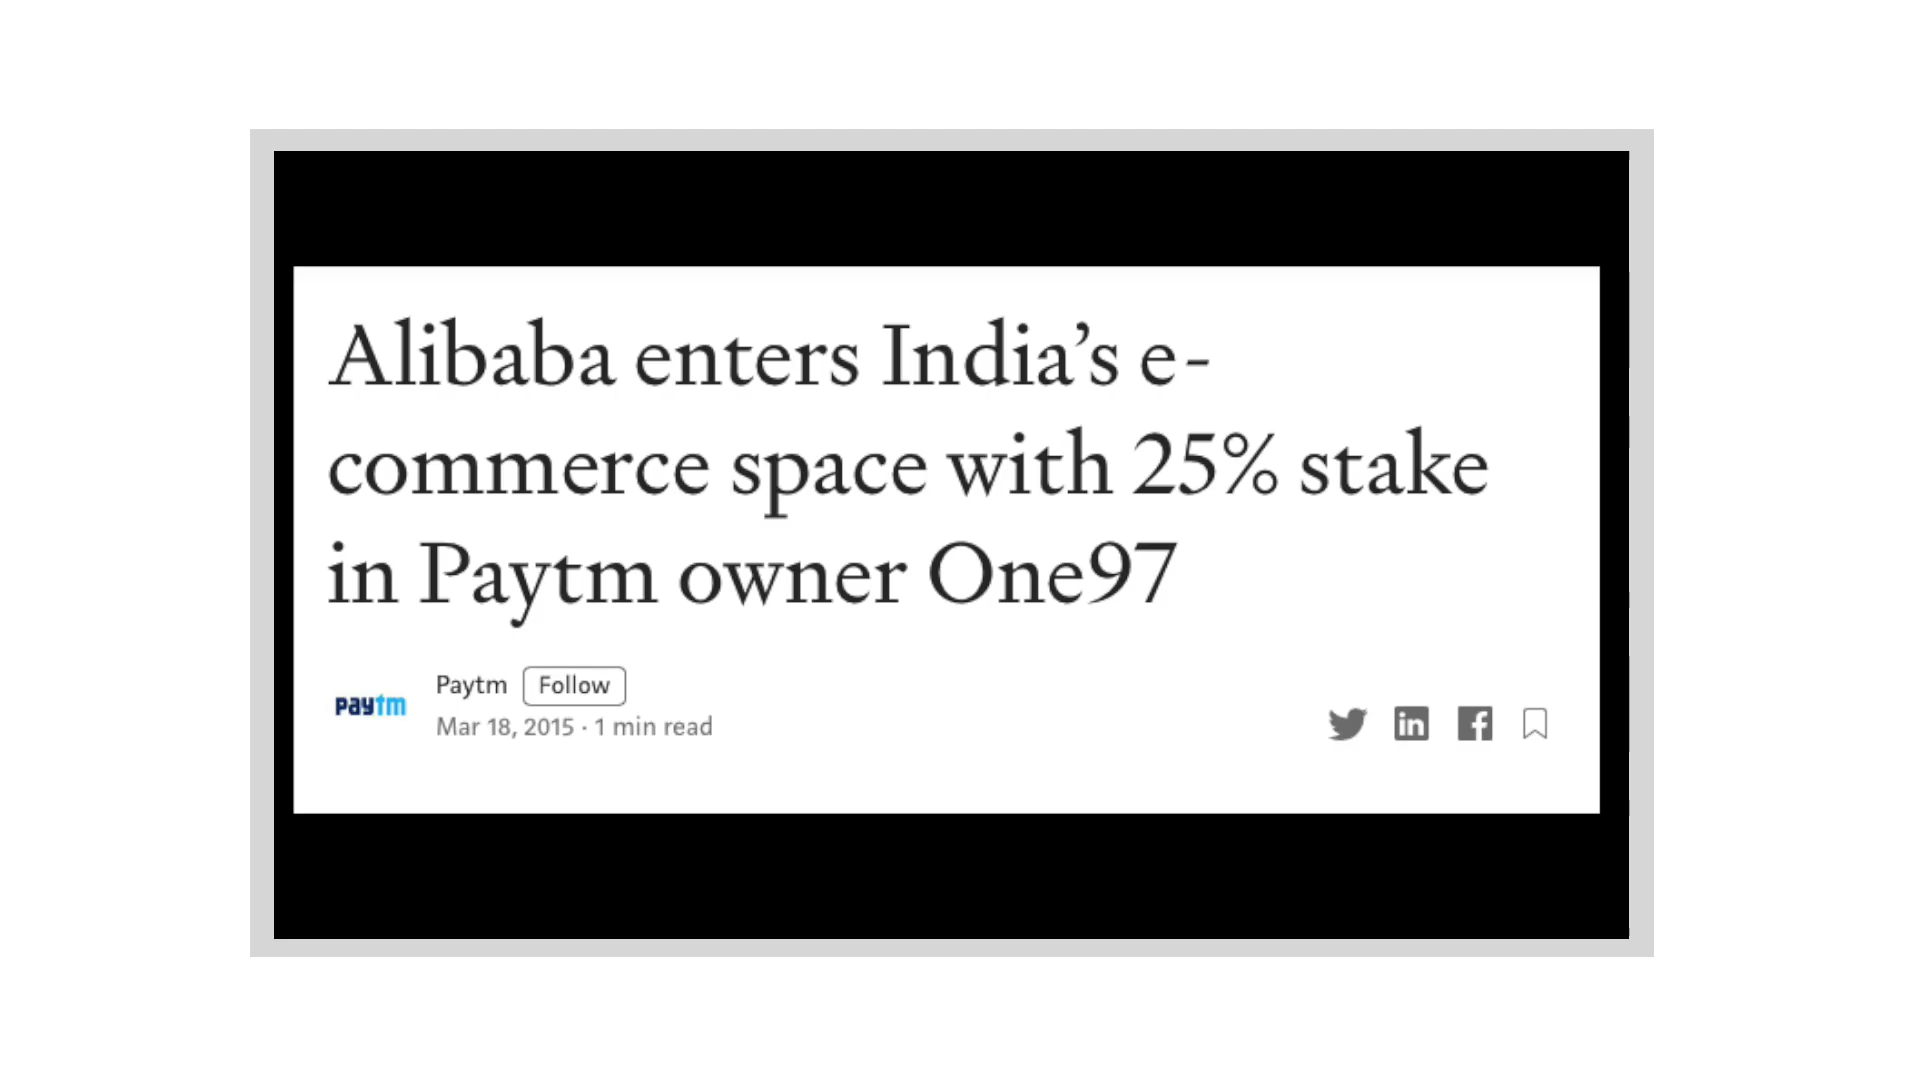 Alibaba enters India’s e-
commerce space with 25% stake
in Paytm owner One97
paytm
Paytm Follow
Mar 18, 2015 · 1 min read